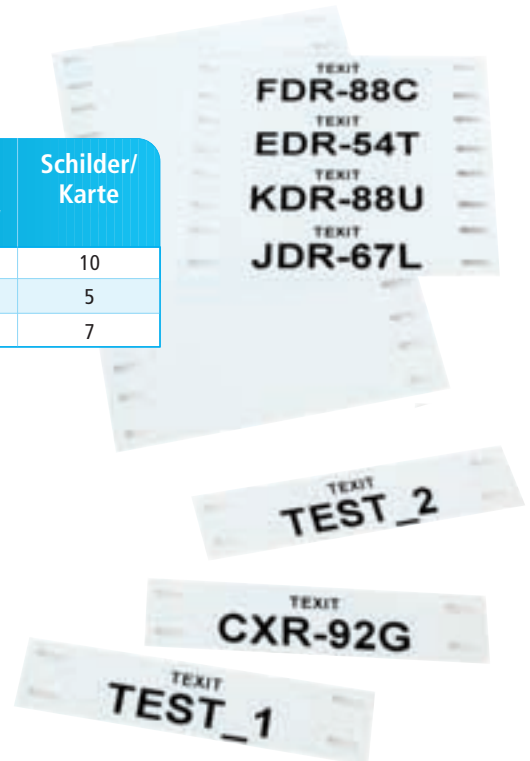 TEXIT
FDR-88C
TEXIT
EDR-54T
TEXIT
KDR-88U
TEXIT
JDR-67L
Schilder/
Karte
10
5
7
TEXIT
TEST_2
TEXIT
CXR-92G
TEXIT
TEST_1